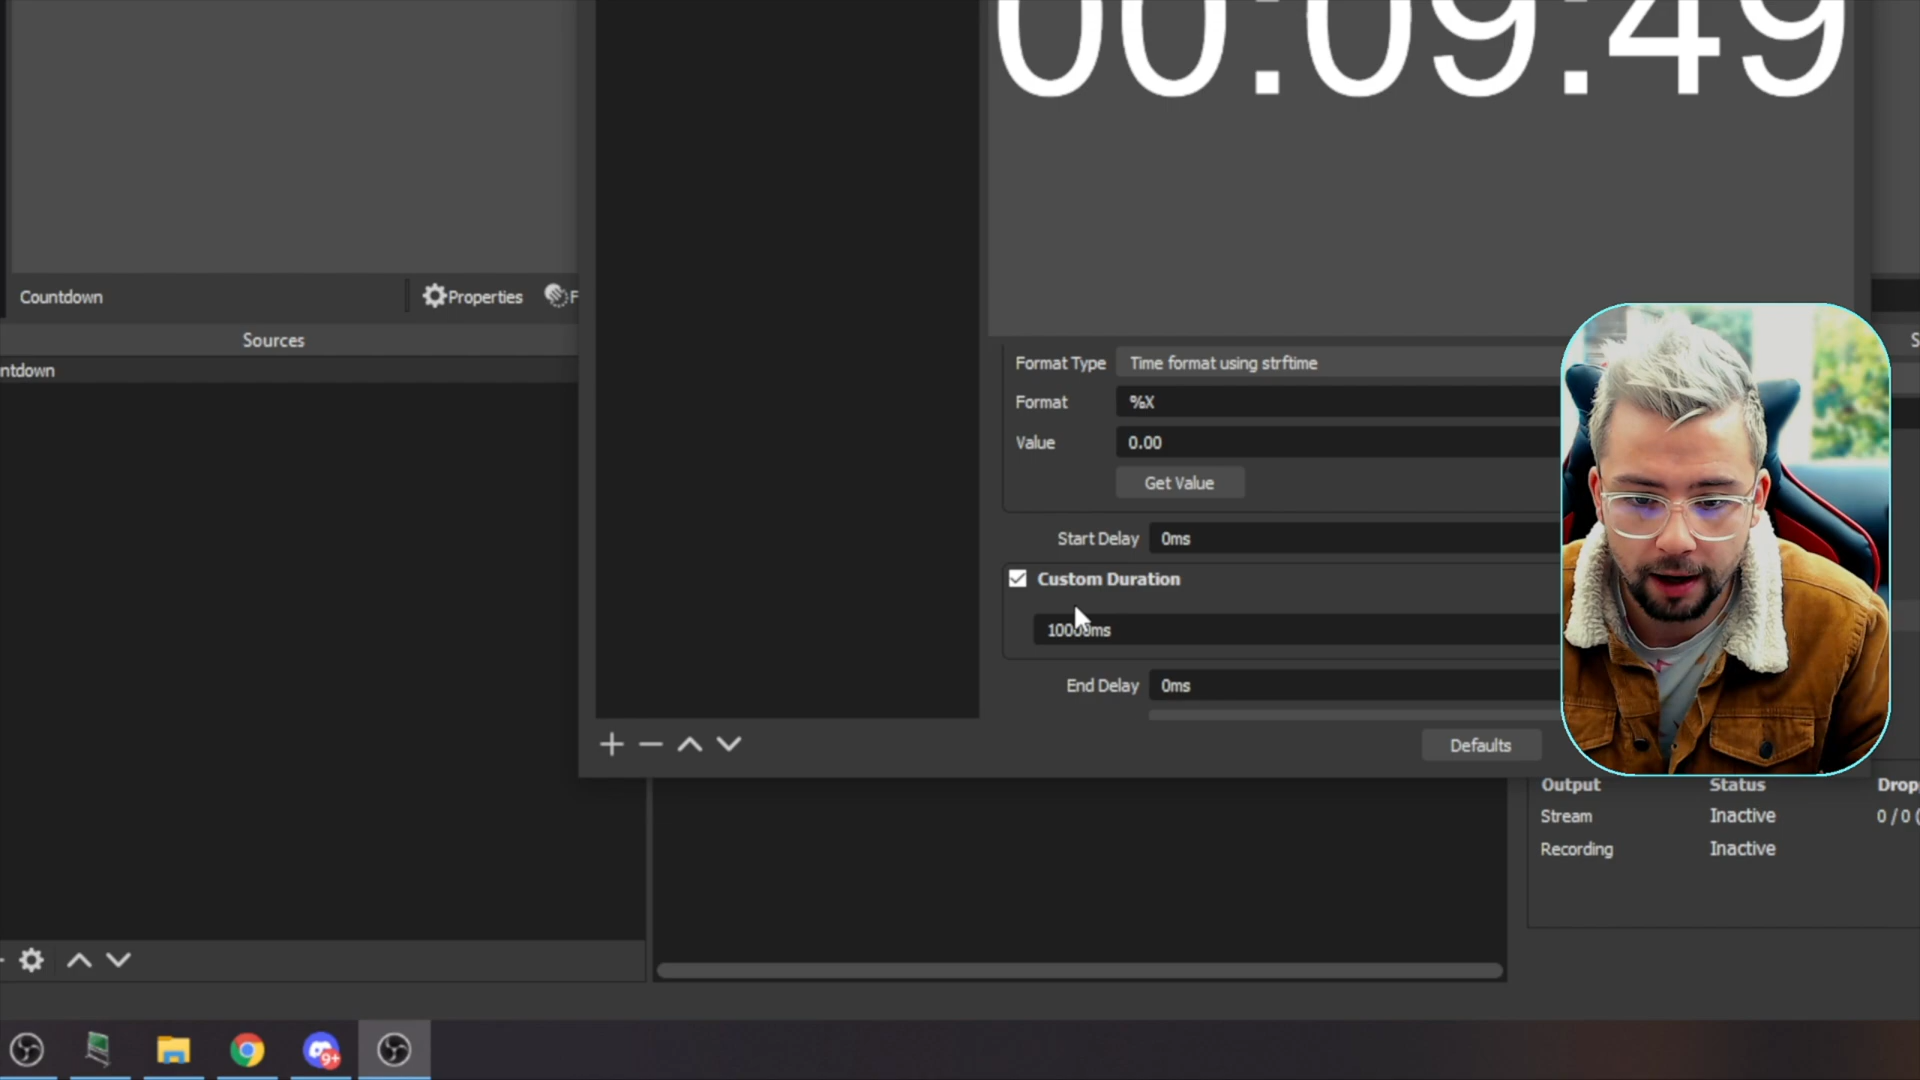 00:09:49
Countdown
Properties
F
Sources
ntdown
Format Type
Time format using strftime
Format
%X
Value
0.00
Get Value
Start Delay
0ms
Custom Duration
End Delay
0ms
Defaults
S
Output
Status
Drop
Stream
Inactive
0 / 0 (
Recording
Inactive
9+